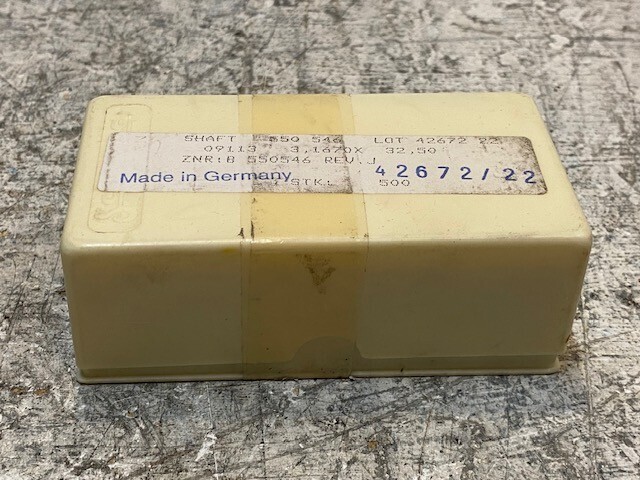 SHAFT B 550 546 LOT 42672 22
09113 3,1670X 32,50
ZNR:B 550546 REV.J
Made in Germany STK: 500
42672/22